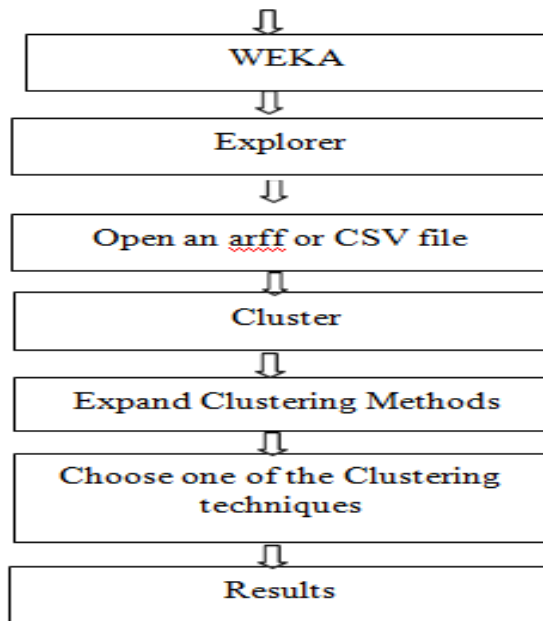 WEKA
Explorer
Open an arff or CSV file
Cluster
Expand Clustering Methods
Choose one of the Clustering
techniques
Results